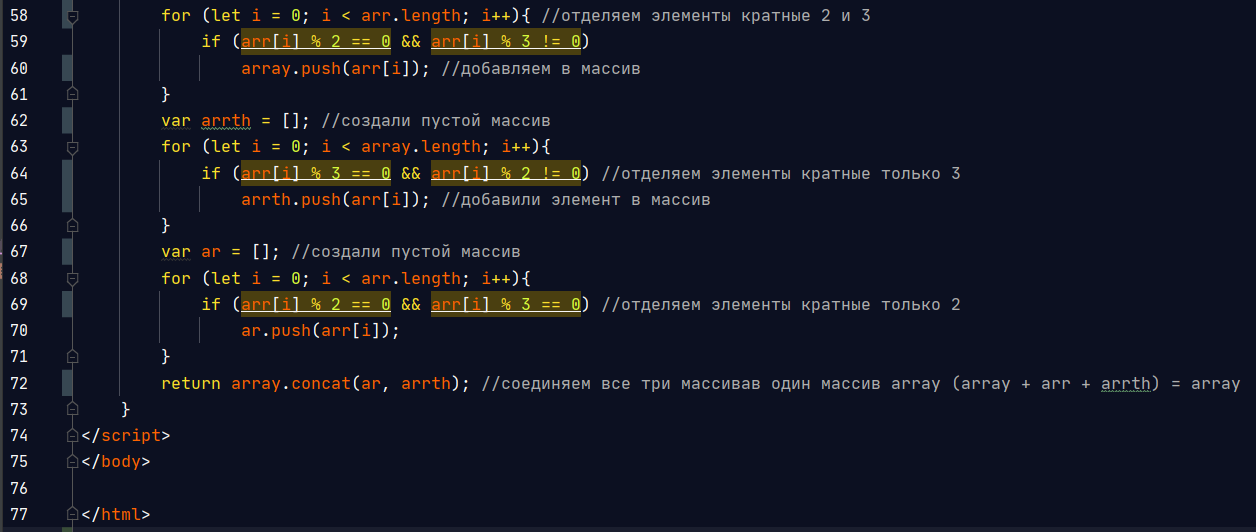 58 for (let i = 0; i < arr.length; i++){ //отделяем элементы кратные 2 и 3
59 if (arr[i] % 2 == 0 && arr[i] % 3 != 0)
60 array.push(arr[i]); //добавляем в массив
61 }
62 var arrth = []; //создали пустой массив
63 for (let i = 0; i < array.length; i++){
64 if (arr[i] % 3 == 0 && arr[i] % 2 != 0) //отделяем элементы кратные только 3
65 arrth.push(arr[i]); //добавили элемент в массив
66 }
67 var ar = []; //создали пустой массив
68 for (let i = 0; i < arr.length; i++){
69 if (arr[i] % 2 == 0 && arr[i] % 3 == 0) //отделяем элементы кратные только 2
70 ar.push(arr[i]);
71 }
72 return array.concat(ar, arrth); //соединяем все три массивав один массив array (array + arr + arrth) = array
73 }
74 </script>
75 </body>
76
77 </html>